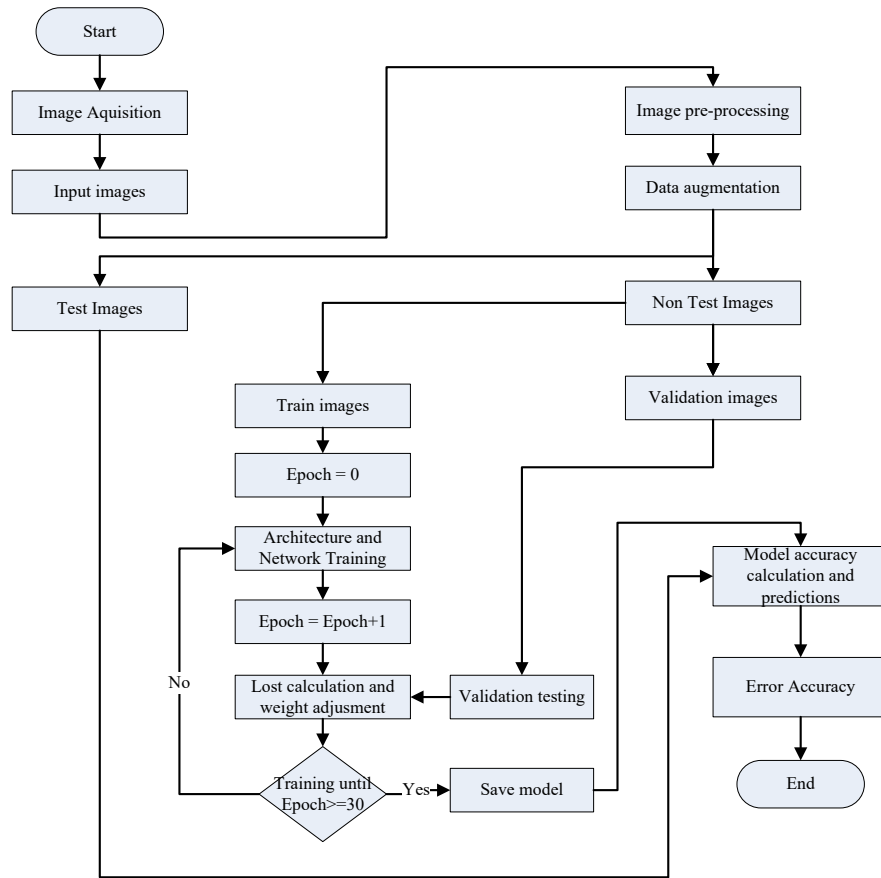 Start
Image Aquisition
Input images
Image pre-processing
Data augmentation
Test Images
Non Test Images
Train images
Validation images
Epoch = 0
Architecture and
Network Training
Epoch = Epoch+1
Lost calculation and
weight adjusment
Validation testing
No
Training until
Epoch>=30
Yes
Save model
Model accuracy
calculation and
predictions
Error Accuracy
End